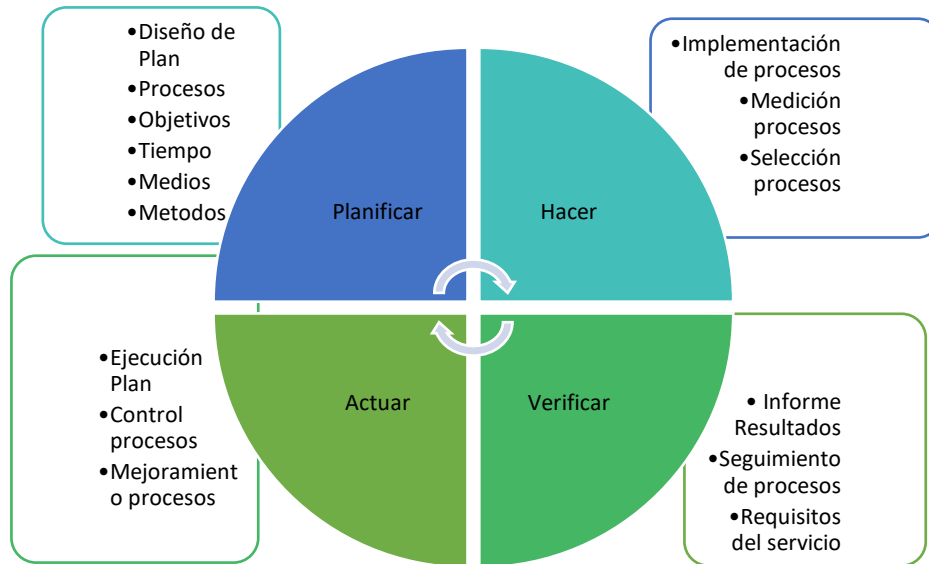 •Diseño de
Plan
•Procesos
•Objetivos
•Tiempo
•Medios
•Metodos
•Implementación
de procesos
•Medición
procesos
•Selección
procesos
Planificar
Hacer
Actuar
Verificar
•Ejecución
Plan
•Control
procesos
•Mejoramient
o procesos
• Informe
Resultados
•Seguimiento
de procesos
•Requisitos
del servicio